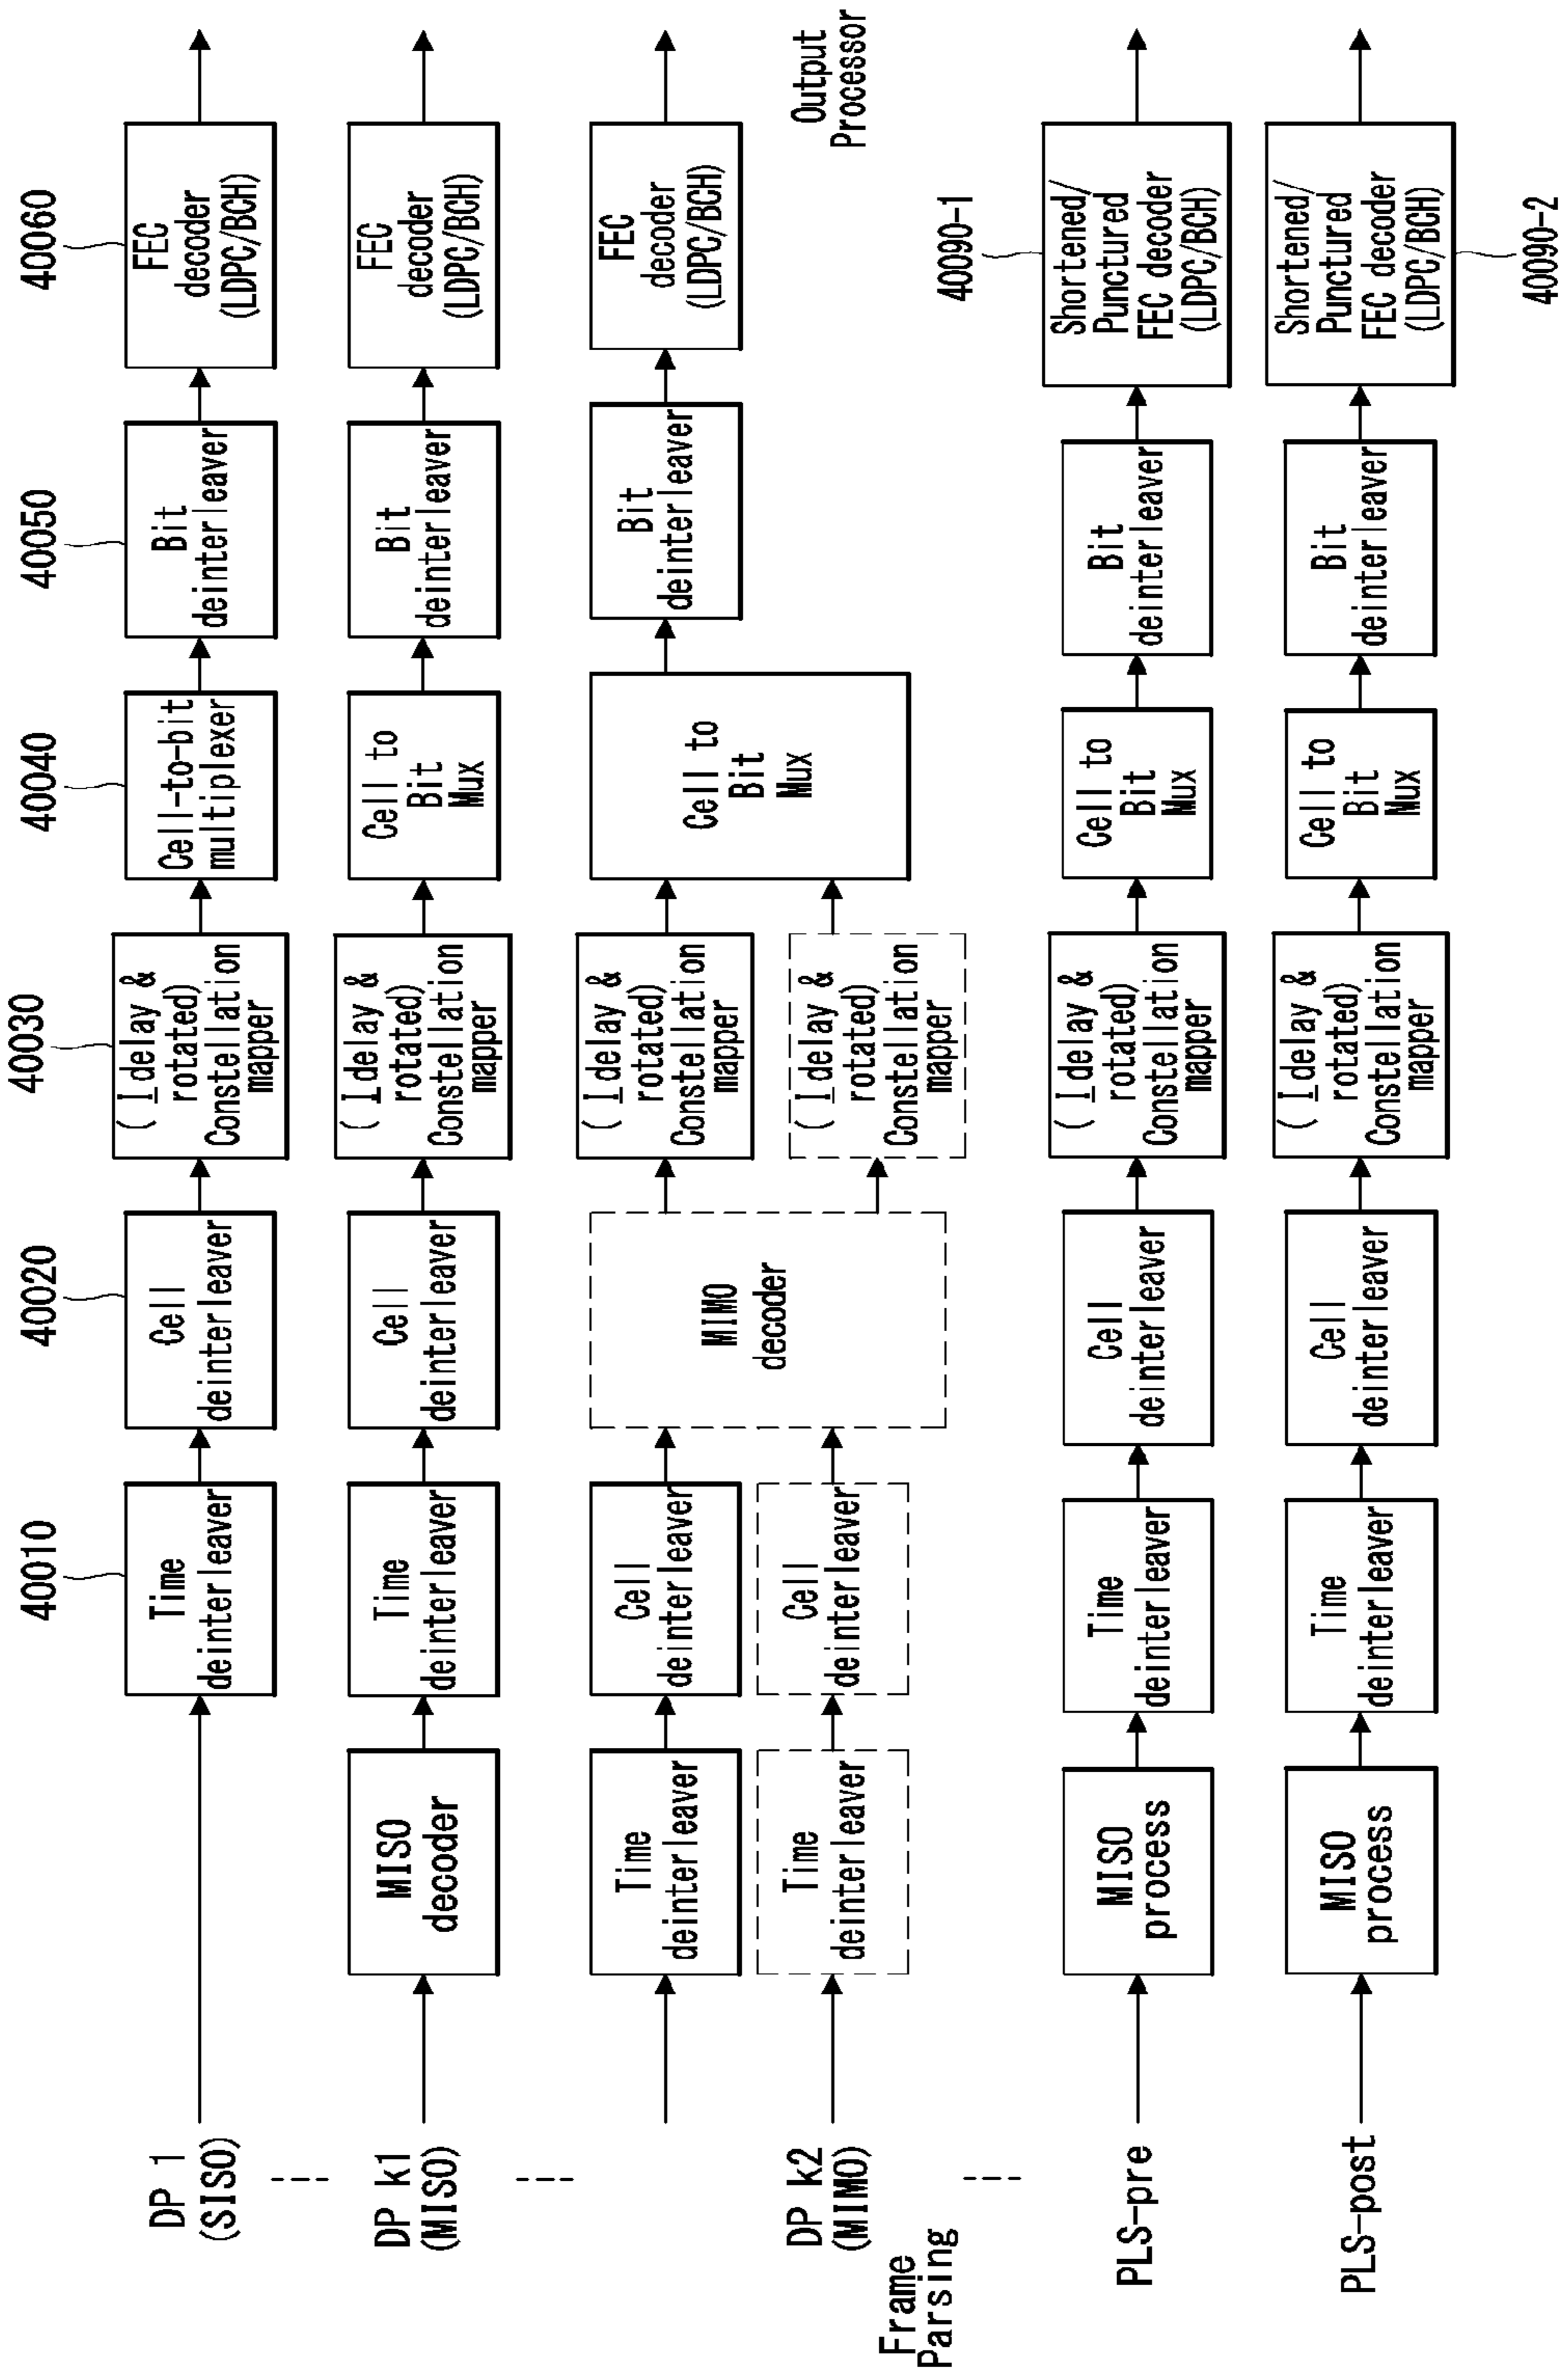 40010
40020
40030
40040
40050
40060
DP 1
(SISO)
Time
deinterleaver
Cell
deinterleaver
(I_delay &
rotated)
Constellation
mapper
Cell-to-bit
multiplexer
Bit
deinterleaver
FEC
decoder
(LDPC/BCH)
DP k1
(MISO)
MISO
decoder
Time
deinterleaver
Cell
deinterleaver
(I_delay &
rotated)
Constellation
mapper
Cell to
Bit
Mux
Bit
deinterleaver
FEC
decoder
(LDPC/BCH)
Time
deinterleaver
Cell
deinterleaver
MIMO
decoder
(I_delay &
rotated)
Constellation
mapper
Cell to
Bit
Mux
Bit
deinterleaver
FEC
decoder
(LDPC/BCH)
DP k2
(MIMO)
Time
deinterleaver
Cell
deinterleaver
(I_delay &
rotated)
Constellation
mapper
Output
Processor
Frame
Parsing
40090-1
PLS-pre
MISO
process
Time
deinterleaver
Cell
deinterleaver
(I_delay &
rotated)
Constellation
mapper
Cell to
Bit
Mux
Bit
deinterleaver
Shortened/
Punctured
FEC decoder
(LDPC/BCH)
PLS-post
MISO
process
Time
deinterleaver
Cell
deinterleaver
(I_delay &
rotated)
Constellation
mapper
Cell to
Bit
Mux
Bit
deinterleaver
Shortened/
Punctured
FEC decoder
(LDPC/BCH)
40090-2